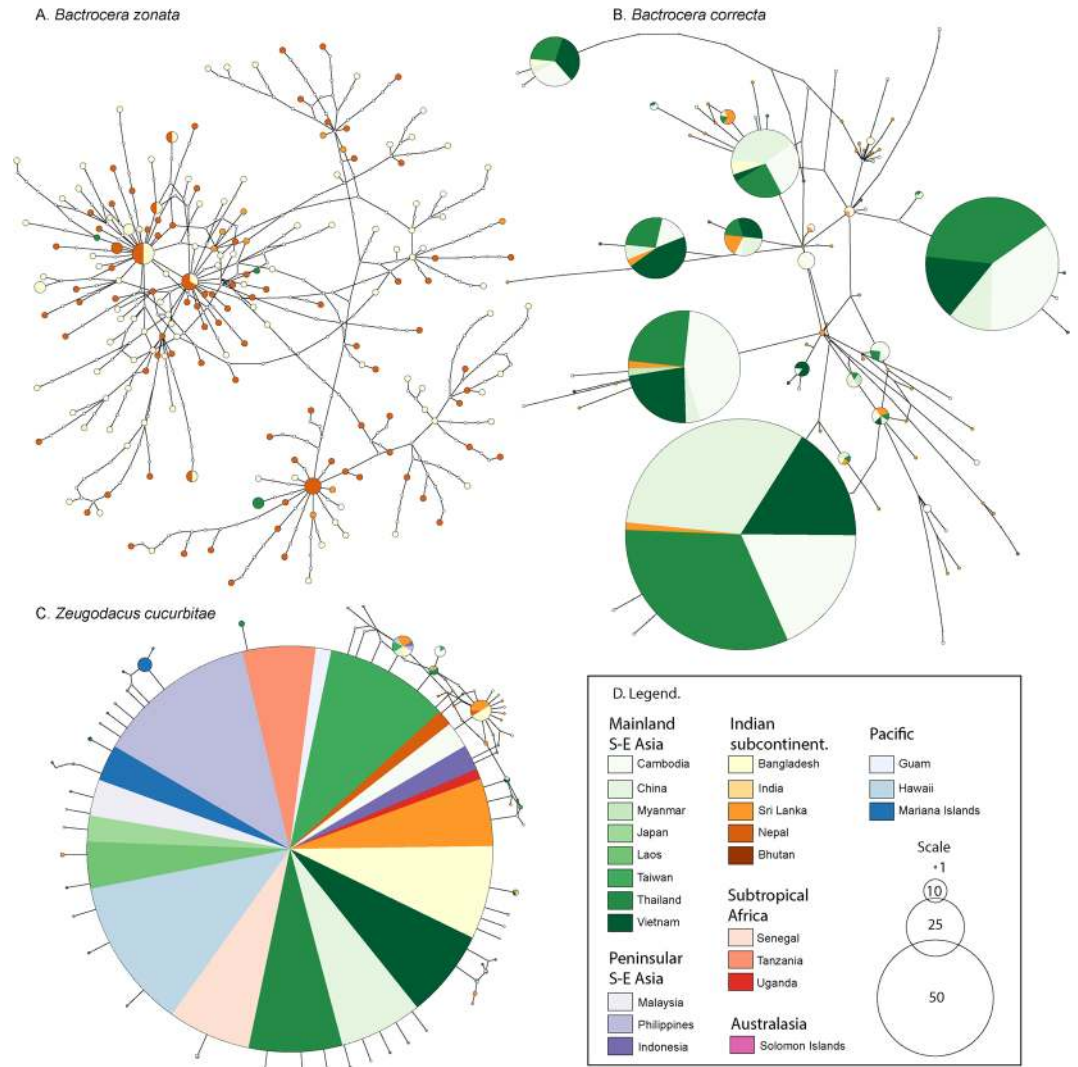 A. Bactrocera zonata
B. Bactrocera correcta
C. Zeugodacus cucurbitae
D. Legend.
Mainland
S-E Asia
Cambodia
China
Myanmar
Japan
Laos
Taiwan
Thailand
Vietnam
Peninsular
S-E Asia
Malaysia
Philippines
Indonesia
Indian
subcontinent.
Bangladesh
India
Sri Lanka
Nepal
Bhutan
Subtropical
Africa
Senegal
Tanzania
Uganda
Australasia
Solomon Islands
Pacific
Guam
Hawaii
Mariana Islands
Scale
1
10
25
50